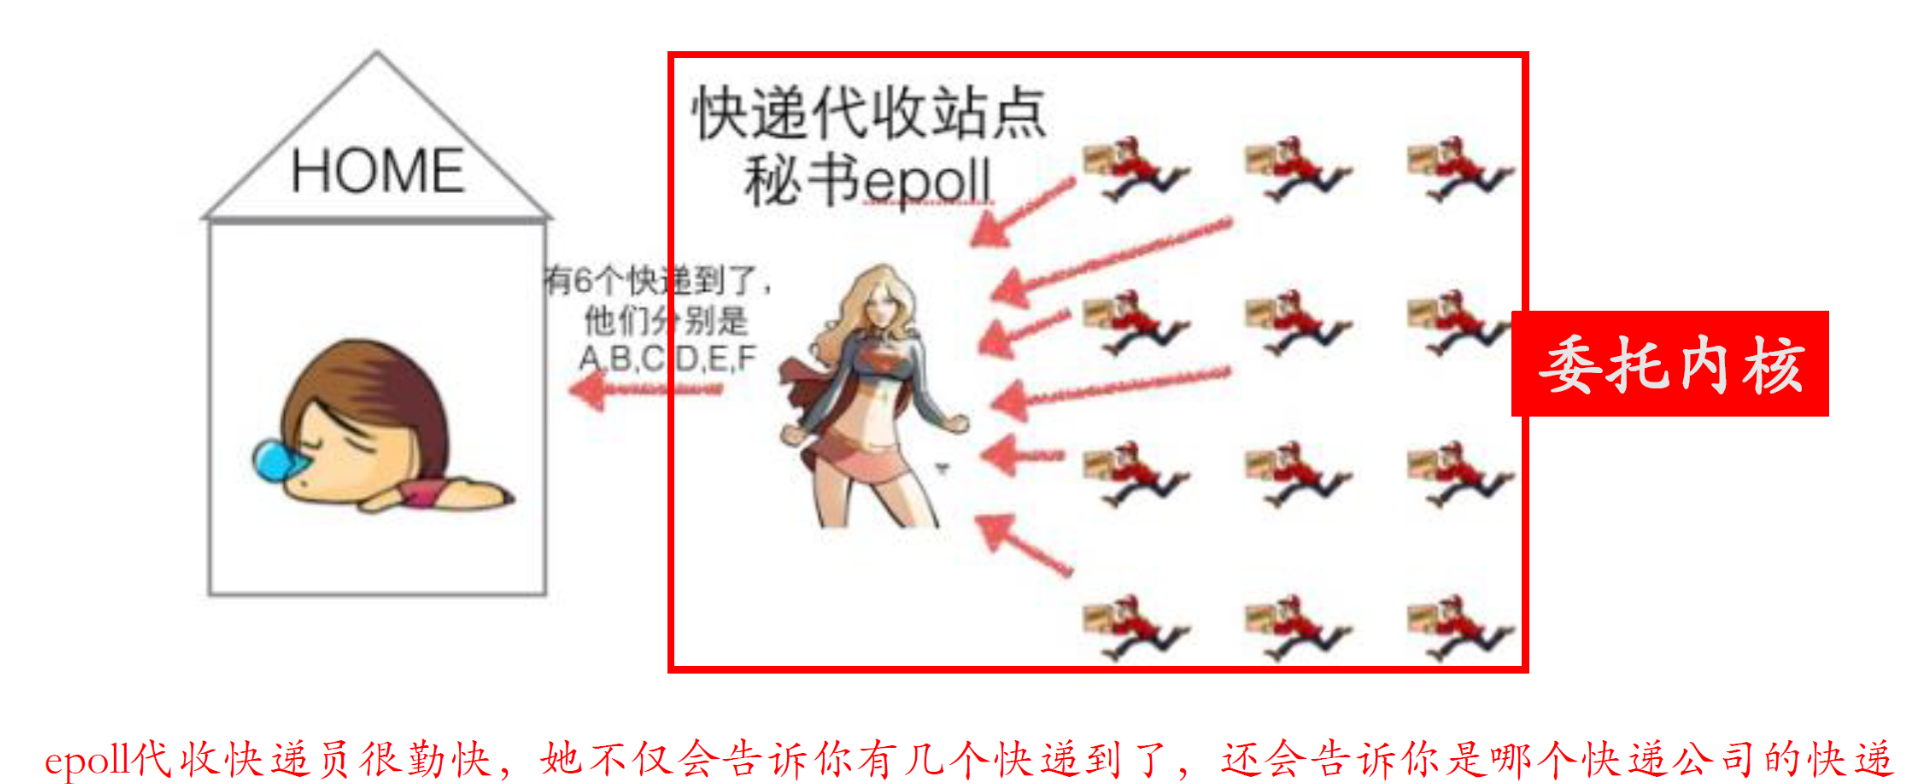 HOME
快递代收站点
秘书epoll
有6个快递到了，
他们分别是
A,B,C,D,E,F
委托内核
epoll代收快递员很勤快，她不仅会告诉你有几个快递到了，还会告诉你是哪个快递公司的快递